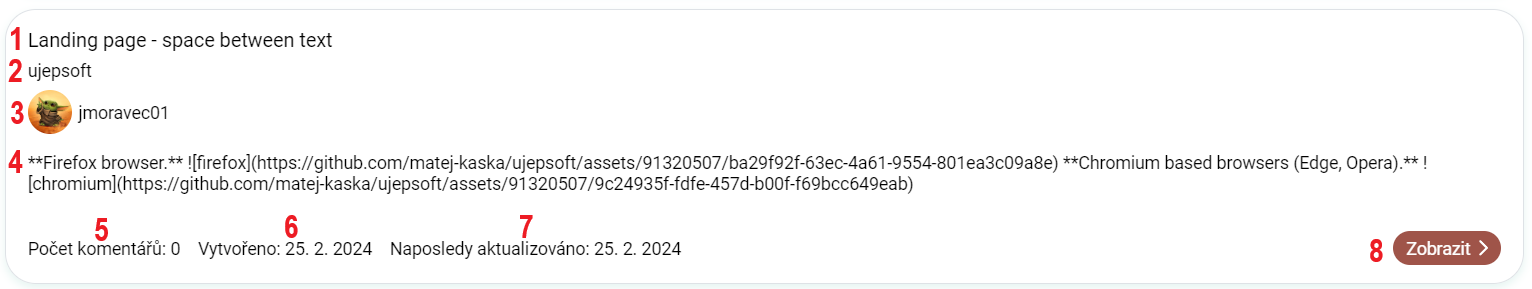 1 Landing page - space between text
2 ujepsoft
3 jmoravec01
4 **Firefox browser.** ![firefox](https://github.com/matej-kaska/ujepsoft/assets/91320507/ba29f92f-63ec-4a61-9554-801ea3c09a8e) **Chromium based browsers (Edge, Opera).** !
[chromium](https://github.com/matej-kaska/ujepsoft/assets/91320507/9c24935f-fdfe-457d-b00f-f69bcc649eab)
5 6 7
Počet komentářů: 0 Vytvořeno: 25. 2. 2024 Naposledy aktualizováno: 25. 2. 2024 8 Zobrazit